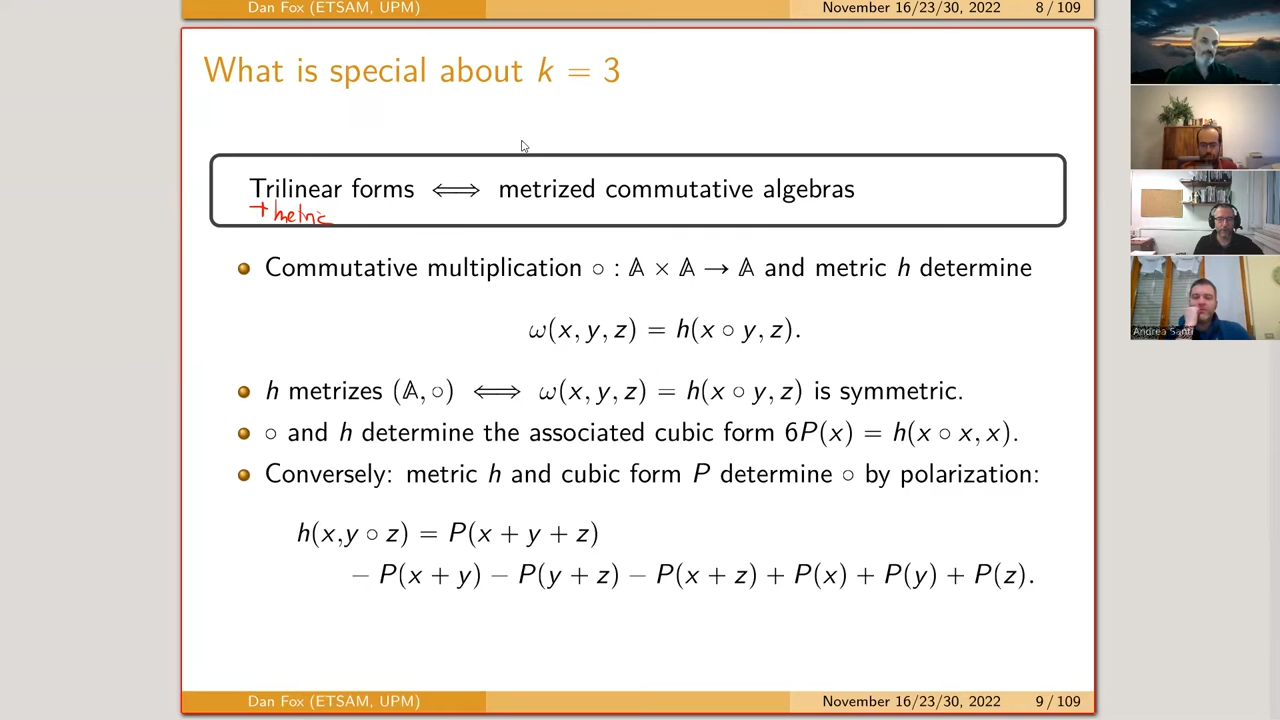 Dan Fox (ETSAM, UPM) November 16/23/30, 2022 8 / 109
What is special about k = 3
Trilinear forms ⟺ metrized commutative algebras
+ metric
Commutative multiplication ∘ : 𝔸 × 𝔸 → 𝔸 and metric h determine
ω(x, y, z) = h(x ∘ y, z).
h metrizes (𝔸, ∘) ⟺ ω(x, y, z) = h(x ∘ y, z) is symmetric.
∘ and h determine the associated cubic form 6P(x) = h(x ∘ x, x).
Conversely: metric h and cubic form P determine ∘ by polarization:
h(x,y ∘ z) = P(x + y + z)
− P(x + y) − P(y + z) − P(x + z) + P(x) + P(y) + P(z).
Dan Fox (ETSAM, UPM) November 16/23/30, 2022 9 / 109
Andrea Santi